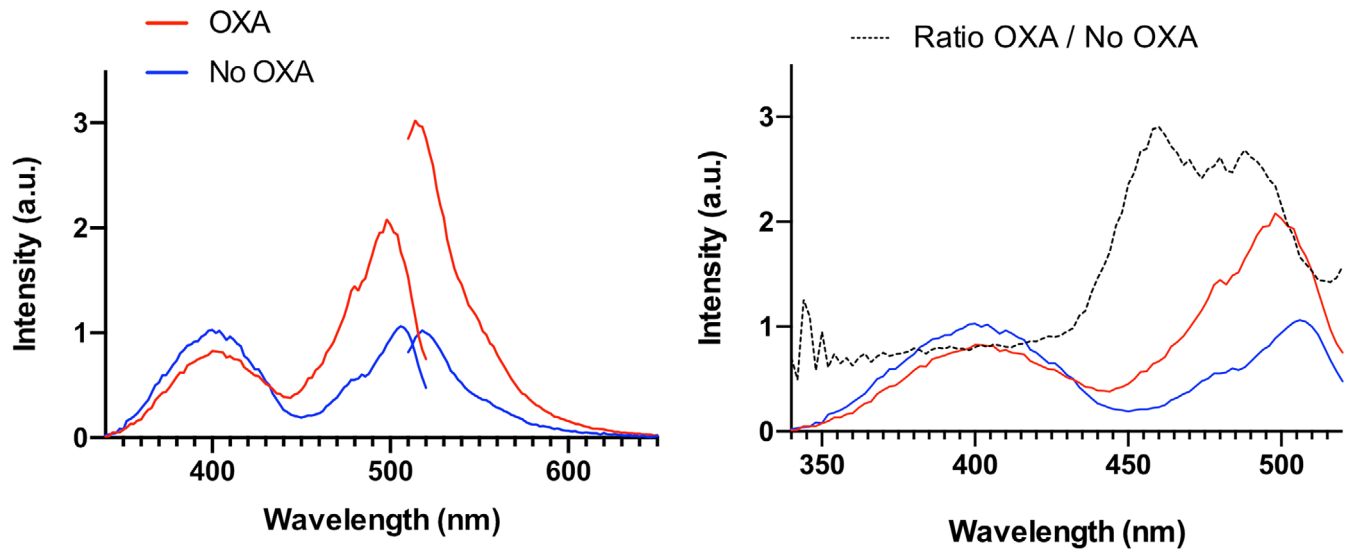 OXA
No OXA
3
2
1
0
400
500
600
Intensity (a.u.)
Wavelength (nm)
Ratio OXA / No OXA
3
2
1
0
350
400
450
500
Intensity (a.u.)
Wavelength (nm)